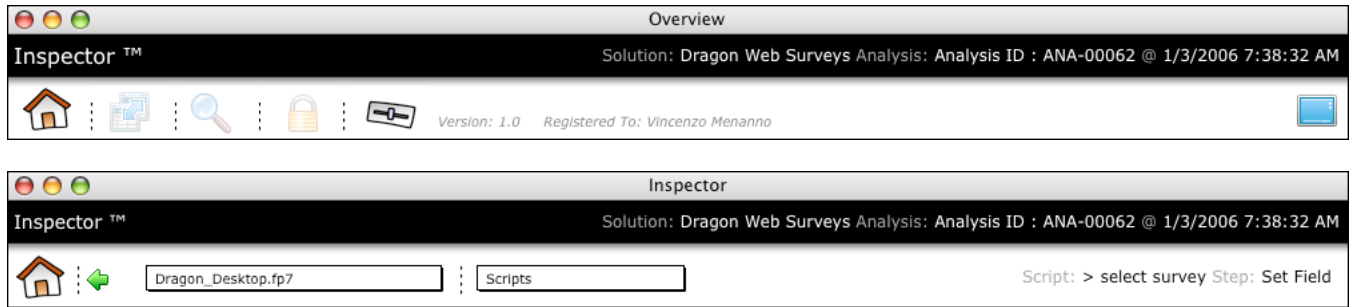 Overview
Inspector ™ Solution: Dragon Web Surveys Analysis: Analysis ID : ANA-00062 @ 1/3/2006 7:38:32 AM
Version: 1.0 Registered To: Vincenzo Menanno
Inspector
Inspector ™ Solution: Dragon Web Surveys Analysis: Analysis ID : ANA-00062 @ 1/3/2006 7:38:32 AM
Dragon_Desktop.fp7 Scripts Script: > select survey Step: Set Field